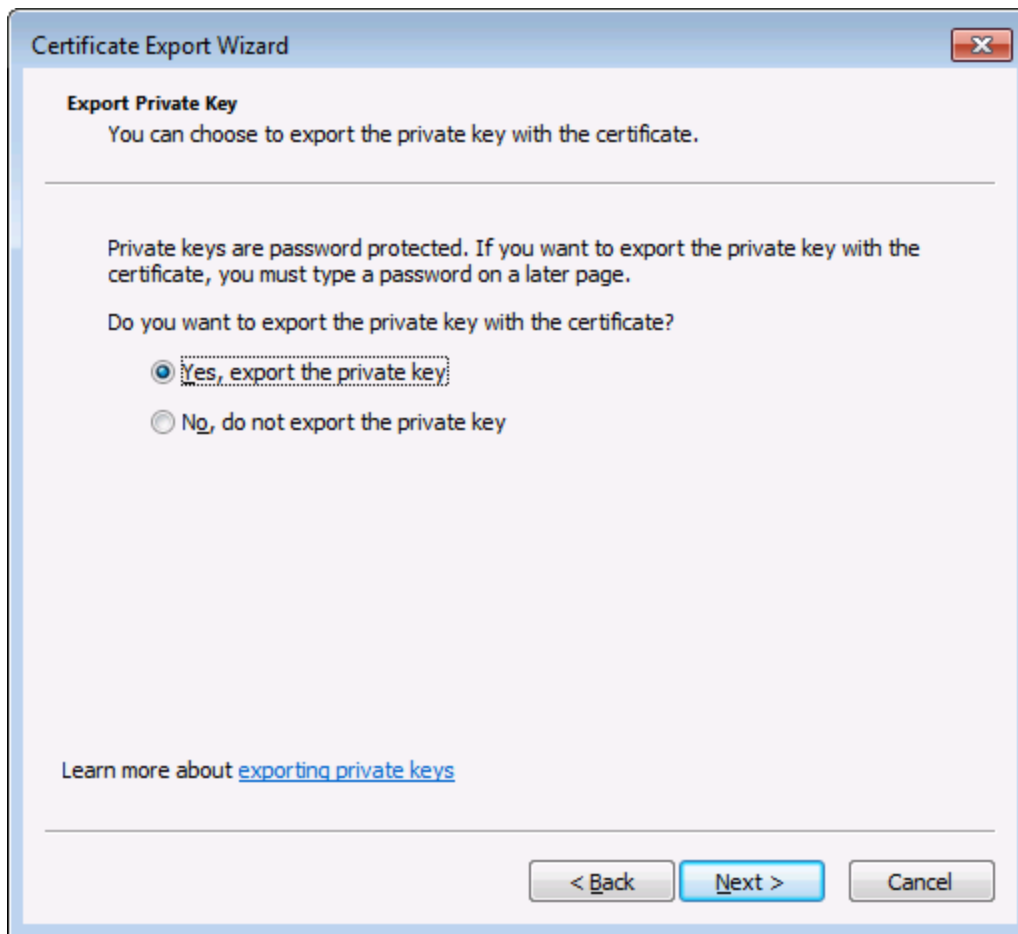 Certificate Export Wizard
Export Private Key
You can choose to export the private key with the certificate.
Private keys are password protected. If you want to export the private key with the
certificate, you must type a password on a later page.
Do you want to export the private key with the certificate?
Yes, export the private key
No, do not export the private key
Learn more about exporting private keys
< Back
Next >
Cancel